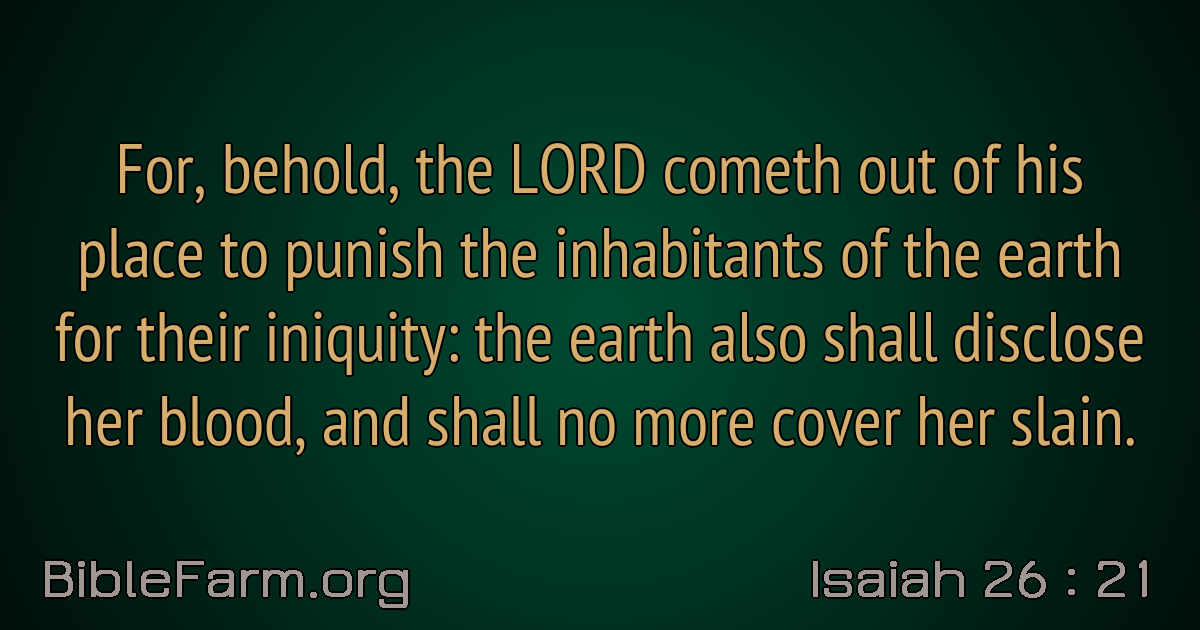 For, behold, the LORD cometh out of his
place to punish the inhabitants of the earth
for their iniquity: the earth also shall disclose
her blood, and shall no more cover her slain.
BibleFarm.org
Isaiah 26 : 21